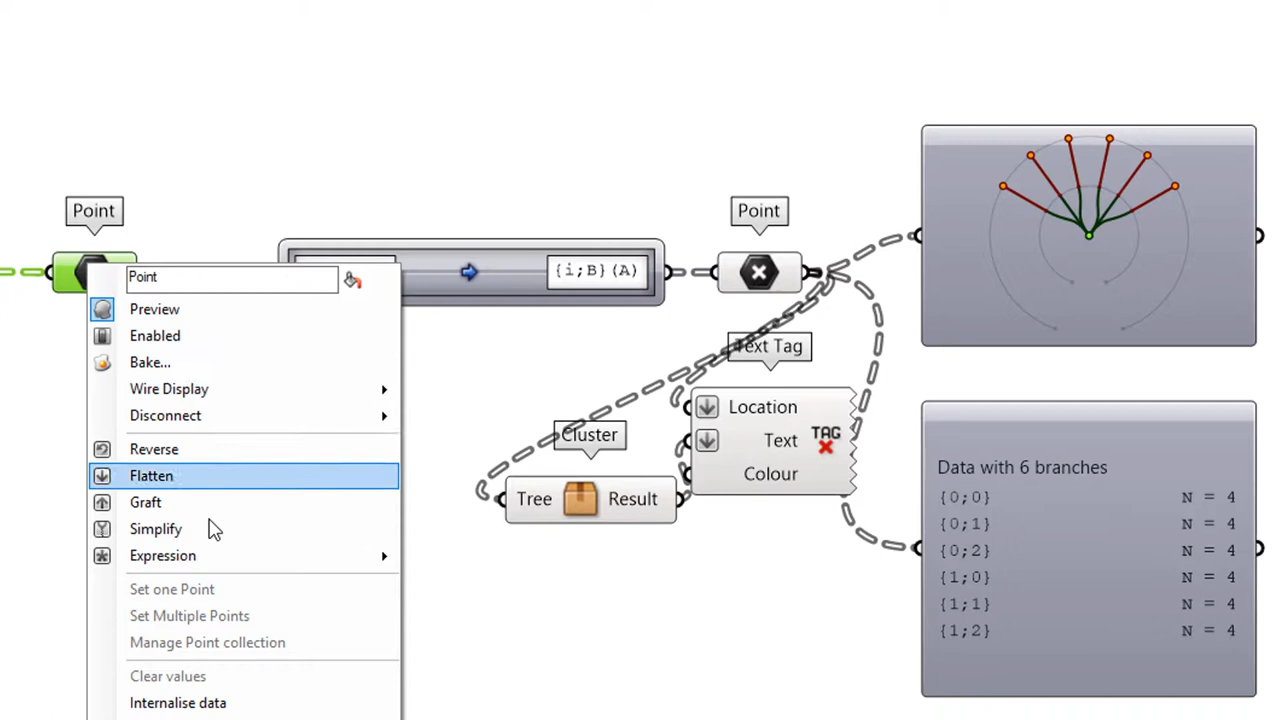 Point
Point
Point
{i;B}(A)
Preview
Enabled
Bake...
Wire Display
Disconnect
Reverse
Flatten
Graft
Simplify
Expression
Set one Point
Set Multiple Points
Manage Point collection
Clear values
Internalise data
Text Tag
Location
Text
Colour
TAG
Cluster
Tree
Result
Data with 6 branches
{0;0} N = 4
{0;1} N = 4
{0;2} N = 4
{1;0} N = 4
{1;1} N = 4
{1;2} N = 4